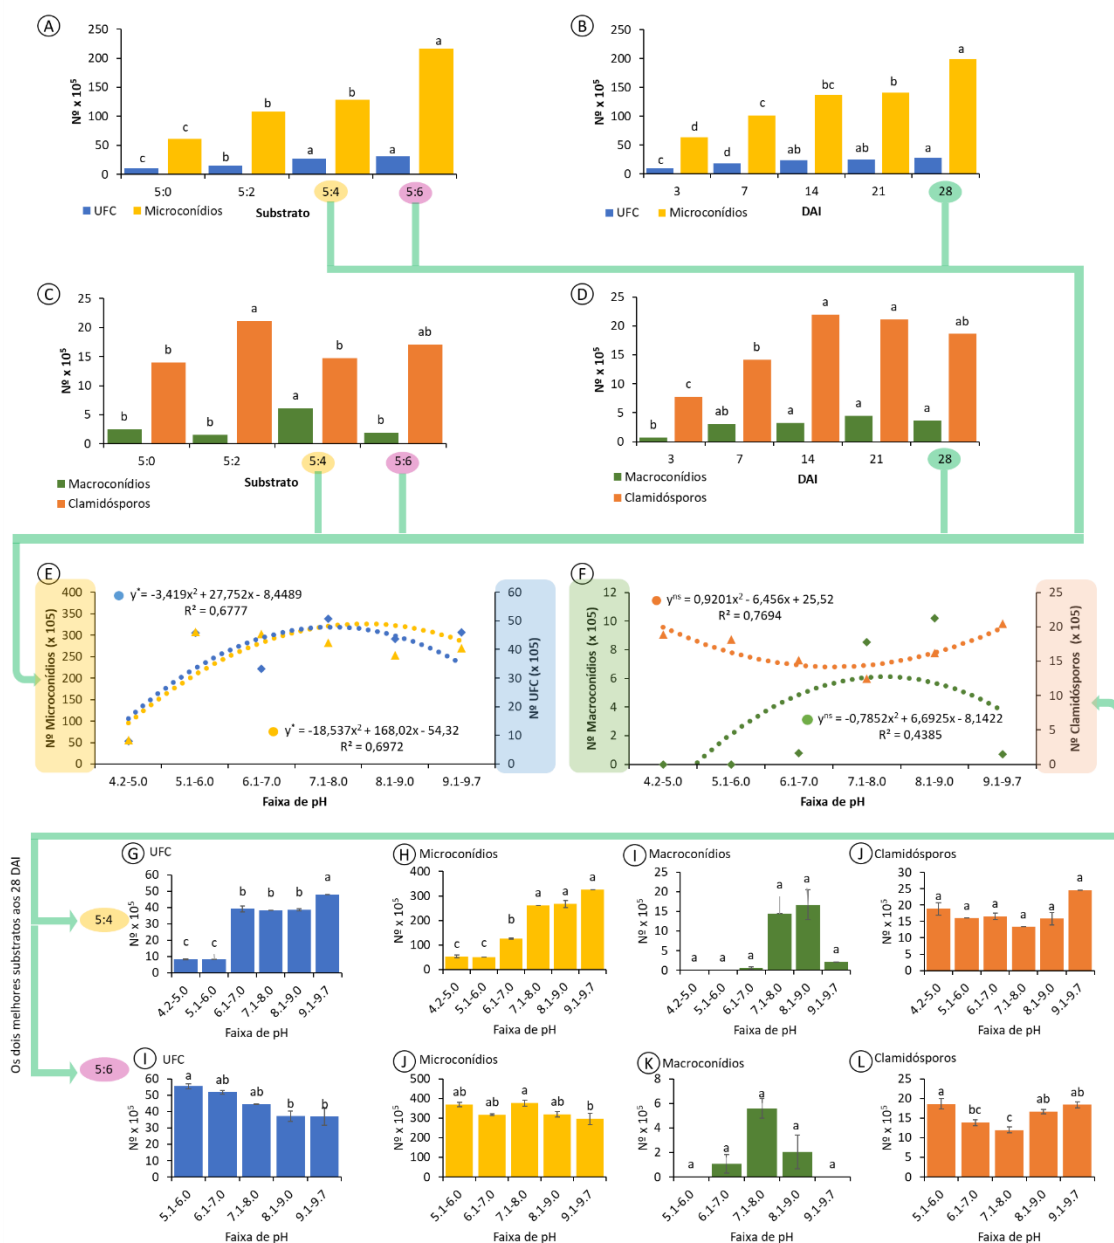 A
250
200
150
100
50
0
Nº x 10⁵
c
c
b
b
a
b
a
a
5:0
5:2
5:4
5:6
UFC
Microconídios
Substrato
B
250
200
150
100
50
0
Nº x 10⁵
c
d
d
c
ab
bc
ab
b
a
a
3
7
14
21
28
UFC
Microconídios
DAI
C
25
20
15
10
5
0
Nº x 10⁵
b
b
b
a
a
b
b
ab
5:0
5:2
5:4
5:6
Macroconídios
Substrato
Clamidósporos
D
25
20
15
10
5
0
Nº x 10⁵
b
c
ab
b
a
a
a
a
a
ab
3
7
14
21
28
Macroconídios
DAI
Clamidósporos
E
Nº Microconídios (x 105)
400
350
300
250
200
150
100
50
0
y* = -3,419x² + 27,752x - 8,4489
R² = 0,6777
y* = -18,537x² + 168,02x - 54,32
R² = 0,6972
60
50
40
30
20
10
0
Nº UFC (x 105)
4.2-5.0
5.1-6.0
6.1-7.0
7.1-8.0
8.1-9.0
9.1-9.7
Faixa de pH
F
Nº Macroconídios (x 105)
12
10
8
6
4
2
0
yⁿˢ = 0,9201x² - 6,456x + 25,52
R² = 0,7694
yⁿˢ = -0,7852x² + 6,6925x - 8,1422
R² = 0,4385
25
20
15
10
5
0
Nº Clamidósporos (x 105)
4.2-5.0
5.1-6.0
6.1-7.0
7.1-8.0
8.1-9.0
9.1-9.7
Faixa de pH
Os dois melhores substratos aos 28 DAI
5:4
G
UFC
60
50
40
30
20
10
0
Nº x 10⁵
c
c
b
b
b
a
4.2-5.0
5.1-6.0
6.1-7.0
7.1-8.0
8.1-9.0
9.1-9.7
Faixa de pH
H
Microconídios
400
300
200
100
0
Nº x 10⁵
c
c
b
a
a
a
4.2-5.0
5.1-6.0
6.1-7.0
7.1-8.0
8.1-9.0
9.1-9.7
Faixa de pH
I
Macroconídios
25
20
15
10
5
0
Nº x 10⁵
a
a
a
a
a
a
4.2-5.0
5.1-6.0
6.1-7.0
7.1-8.0
8.1-9.0
9.1-9.7
Faixa de pH
J
Clamidósporos
30
25
20
15
10
5
0
Nº x 10⁵
a
a
a
a
a
a
4.2-5.0
5.1-6.0
6.1-7.0
7.1-8.0
8.1-9.0
9.1-9.7
Faixa de pH
5:6
I
UFC
60
50
40
30
20
10
0
Nº x 10⁵
a
ab
ab
b
b
5.1-6.0
6.1-7.0
7.1-8.0
8.1-9.0
9.1-9.7
Faixa de pH
J
Microconídios
500
400
300
200
100
0
Nº x 10⁵
ab
ab
a
ab
b
5.1-6.0
6.1-7.0
7.1-8.0
8.1-9.0
9.1-9.7
Faixa de pH
K
Macroconídios
8
6
4
2
0
Nº x 10⁵
a
a
a
a
a
5.1-6.0
6.1-7.0
7.1-8.0
8.1-9.0
9.1-9.7
Faixa de pH
L
Clamidósporos
25
20
15
10
5
0
Nº x 10⁵
a
bc
c
ab
ab
5.1-6.0
6.1-7.0
7.1-8.0
8.1-9.0
9.1-9.7
Faixa de pH